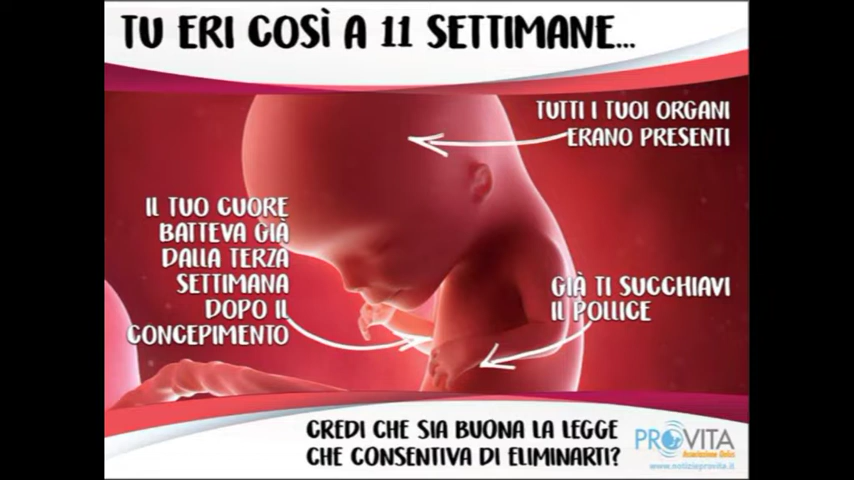 TU ERI COSÌ A 11 SETTIMANE...
TUTTI I TUOI ORGANI
ERANO PRESENTI
IL TUO CUORE
BATTEVA GIÀ
DALLA TERZA
SETTIMANA
DOPO IL
CONCEPIMENTO
GIÀ TI SUCCHIAVI
IL POLLICE
CREDI CHE SIA BUONA LA LEGGE
CHE CONSENTIVA DI ELIMINARTI?
PROVITA
Associazione Onlus
www.notizieprovita.it